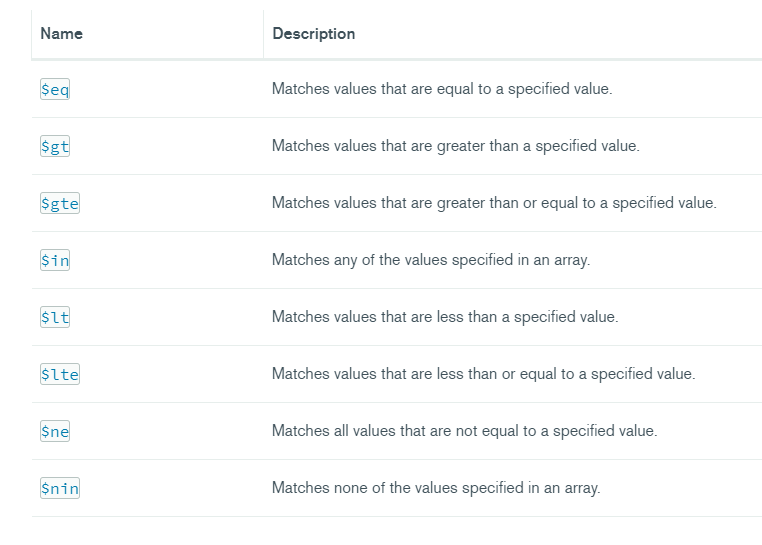 Name Description
$eq Matches values that are equal to a specified value.
$gt Matches values that are greater than a specified value.
$gte Matches values that are greater than or equal to a specified value.
$in Matches any of the values specified in an array.
$lt Matches values that are less than a specified value.
$lte Matches values that are less than or equal to a specified value.
$ne Matches all values that are not equal to a specified value.
$nin Matches none of the values specified in an array.